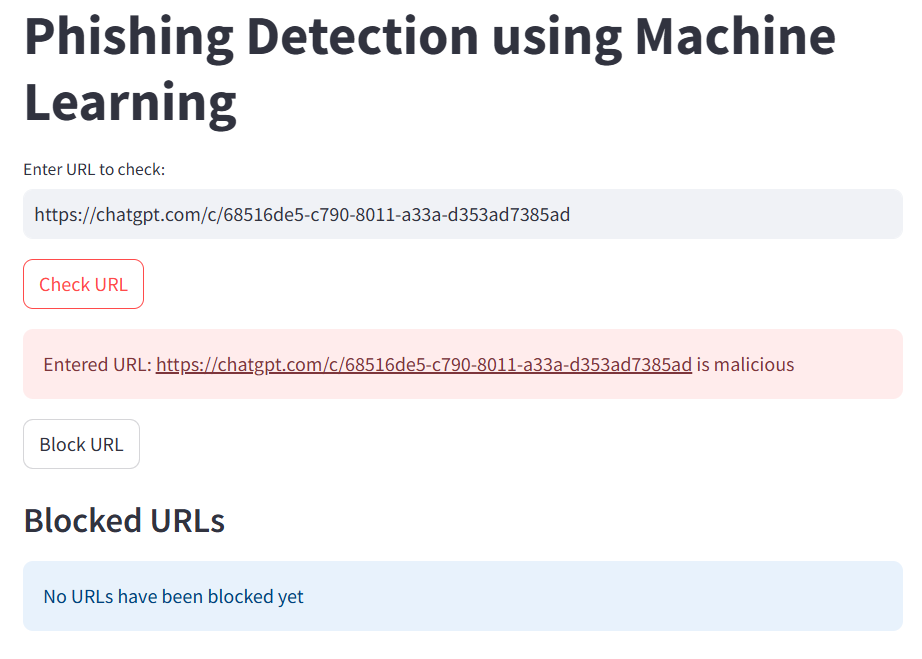 Phishing Detection using Machine
Learning
Enter URL to check:
https://chatgpt.com/c/68516de5-c790-8011-a33a-d353ad7385ad
Check URL
Entered URL: https://chatgpt.com/c/68516de5-c790-8011-a33a-d353ad7385ad is malicious
Block URL
Blocked URLs
No URLs have been blocked yet